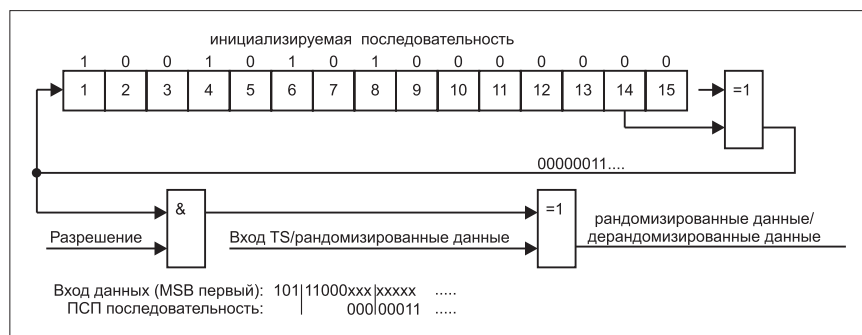 инициализируемая последовательность
1 0 0 1 0 1 0 1 0 0 0 0 0 0 0
1 2 3 4 5 6 7 8 9 10 11 12 13 14 15 =1
00000011....
& =1
Разрешение
Вход TS/рандомизированные данные
рандомизированные данные/
дерандомизированные данные
Вход данных (MSB первый): 101|11000xxx|xxxxx .....
ПСП последовательность: 000|00011 .....